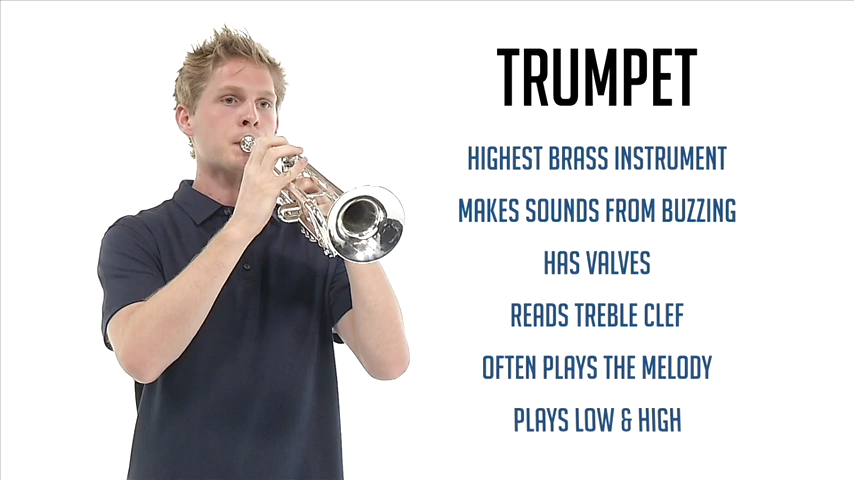 TRUMPET
HIGHEST BRASS INSTRUMENT
MAKES SOUNDS FROM BUZZING
HAS VALVES
READS TREBLE CLEF
OFTEN PLAYS THE MELODY
PLAYS LOW & HIGH